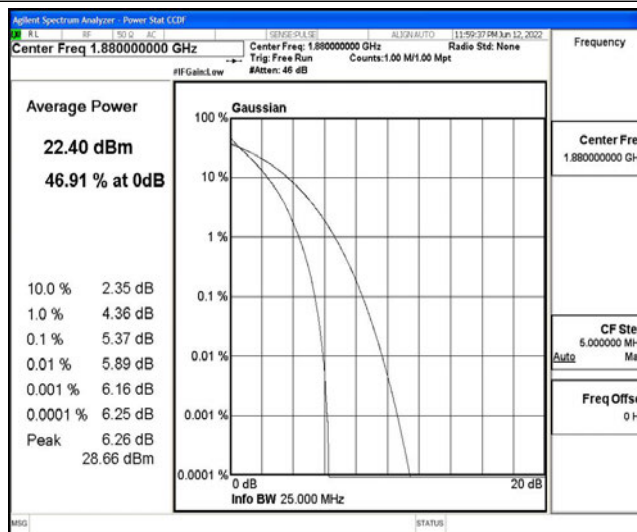 Agilent Spectrum Analyzer - Power Stat CCDF
RL RF 50 Ω AC SENSE:PULSE ALIGN AUTO 11:59:37 PM Jun 12, 2022
Center Freq 1.880000000 GHz
Center Freq: 1.880000000 GHz Radio Std: None
Trig: Free Run Counts:1.00 M/1.00 Mpt
#IFGain:Low #Atten: 46 dB
Frequency
Average Power
22.40 dBm
46.91 % at 0dB
10.0 % 2.35 dB
1.0 % 4.36 dB
0.1 % 5.37 dB
0.01 % 5.89 dB
0.001 % 6.16 dB
0.0001 % 6.25 dB
Peak 6.26 dB
28.66 dBm
Gaussian
100 %
10 %
1 %
0.1 %
0.01 %
0.001 %
0.0001 %
0 dB 20 dB
Info BW 25.000 MHz
Center Fre
1.880000000 GH
CF Ste
5.000000 MH
Auto Ma
Freq Offs
0 H
MSG STATUS